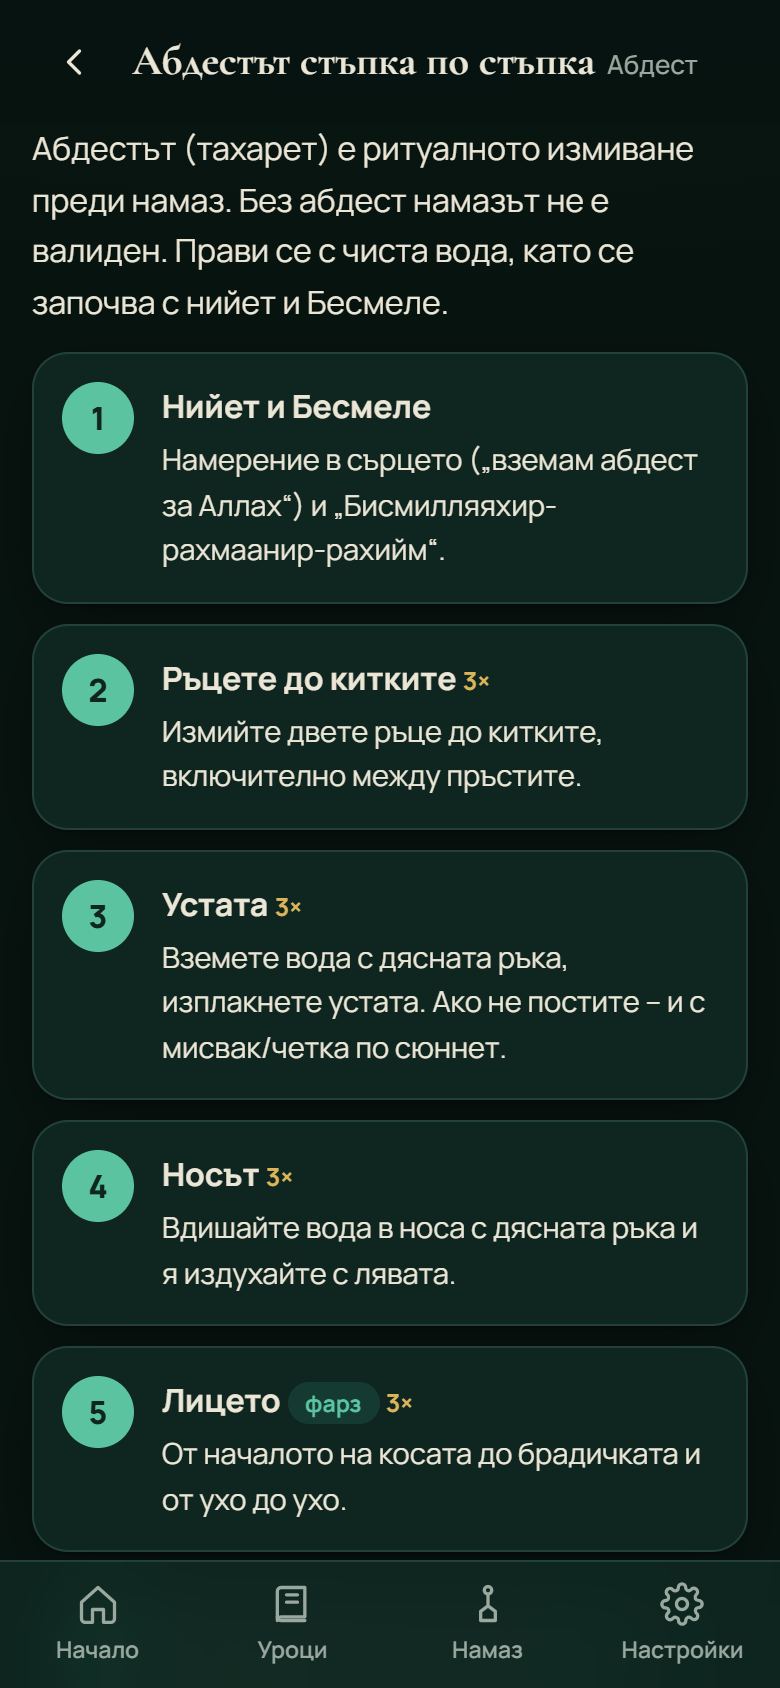 Абдестът стъпка по стъпка Абдест
Абдестът (тахарет) е ритуалното измиване
преди намаз. Без абдест намазът не е
валиден. Прави се с чиста вода, като се
започва с нийет и Бесмеле.
1 Нийет и Бесмеле
Намерение в сърцето („вземам абдест
за Аллах“) и „Бисмилляяхир-
рахмаанир-рахийм“.
2 Ръцете до китките 3×
Измийте двете ръце до китките,
включително между пръстите.
3 Устата 3×
Вземете вода с дясната ръка,
изплакнете устата. Ако не постите – и с
мисвак/четка по сюннет.
4 Носът 3×
Вдишайте вода в носа с дясната ръка и
я издухайте с лявата.
5 Лицето фарз 3×
От началото на косата до брадичката и
от ухо до ухо.
Начало Уроци Намаз Настройки